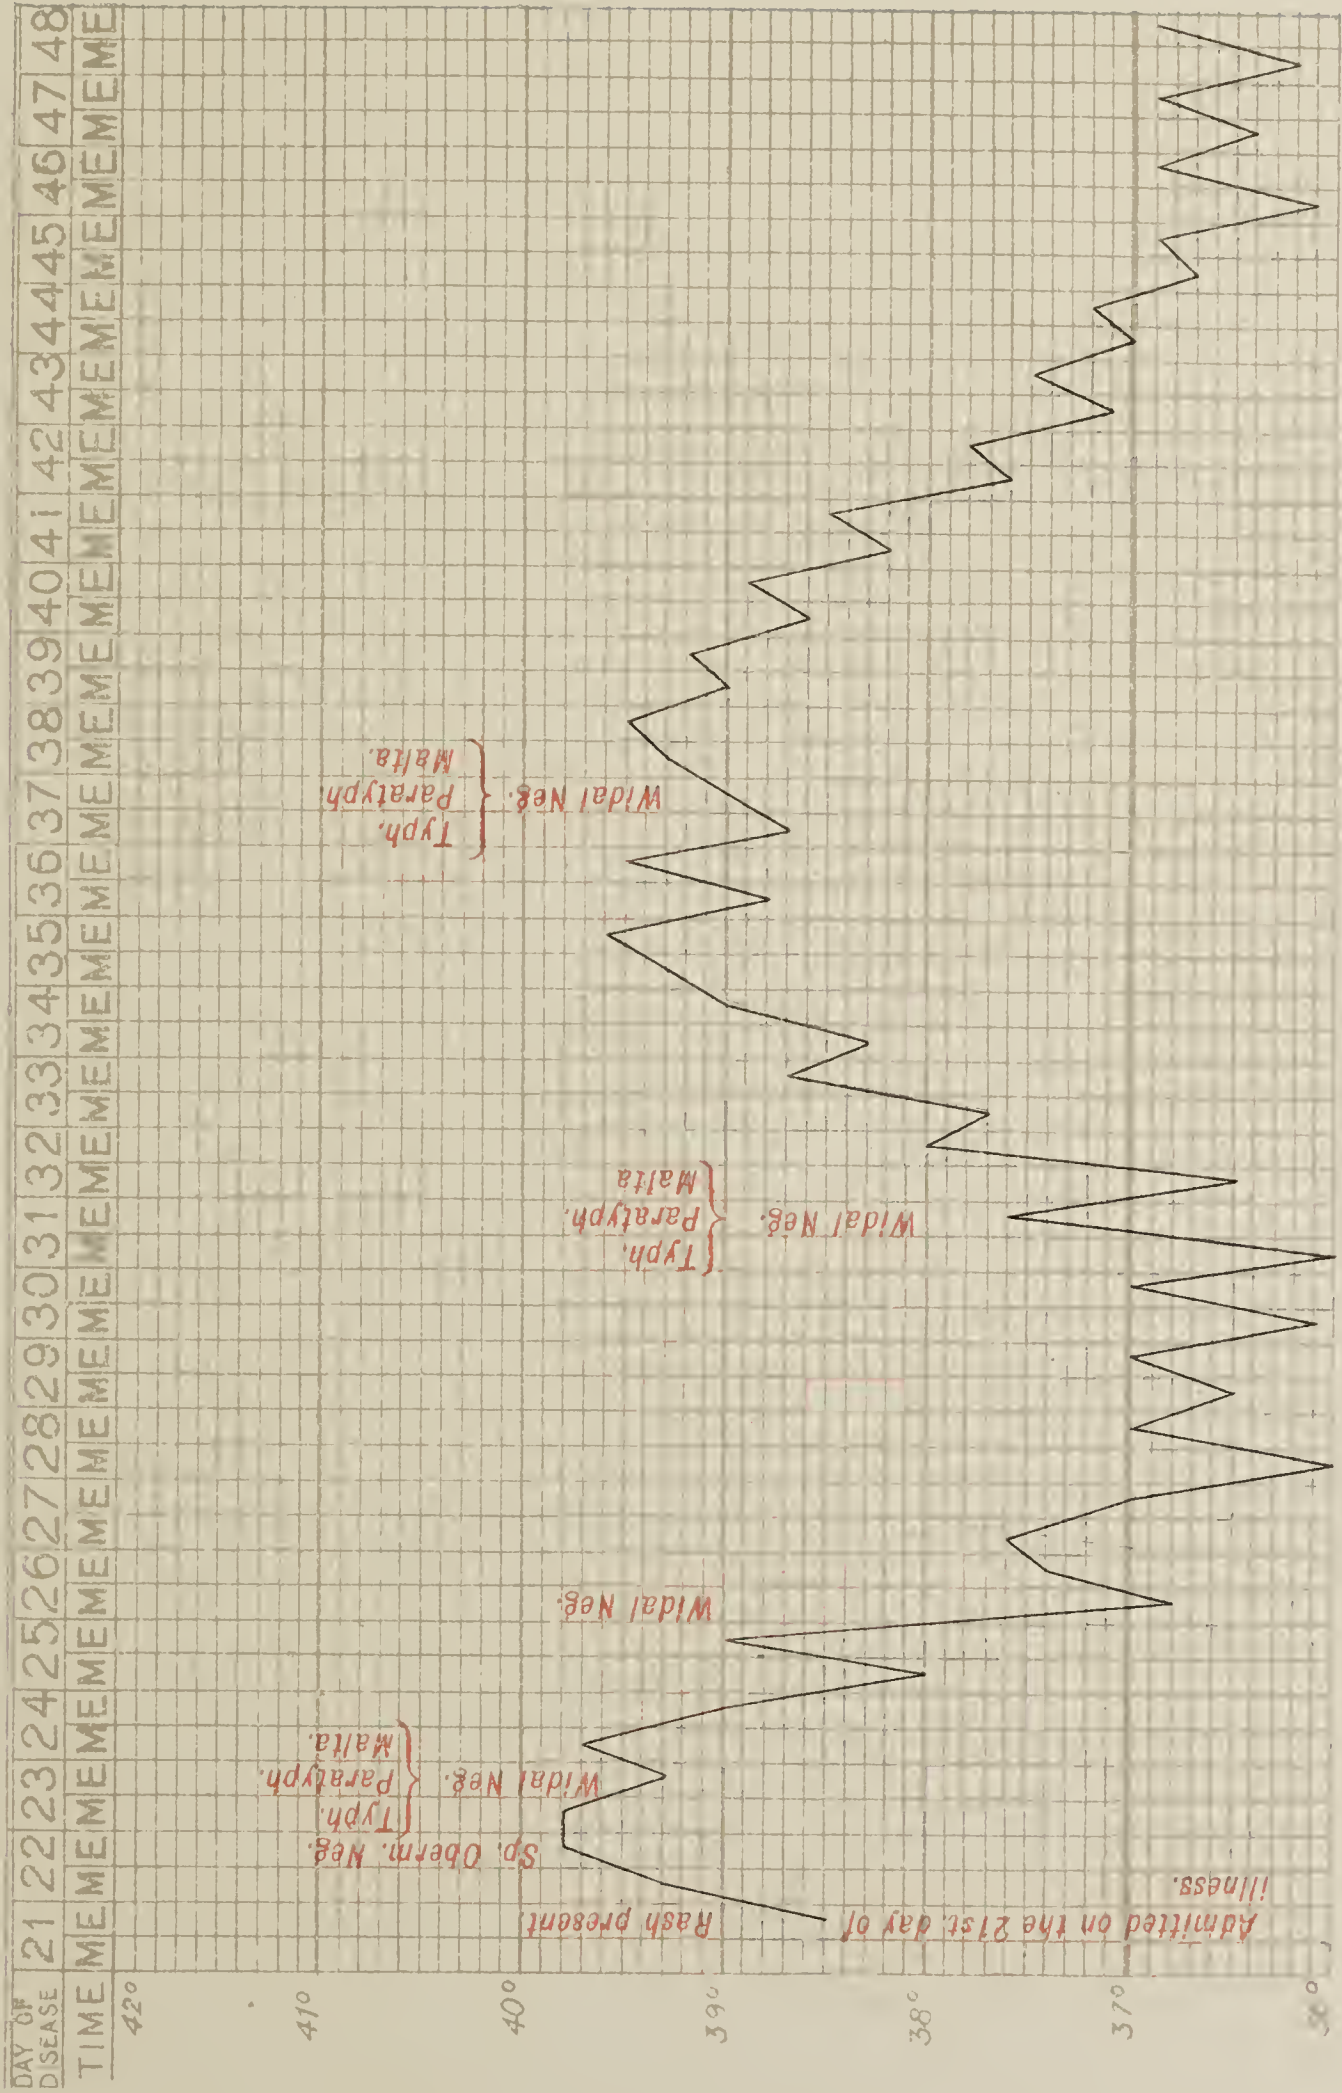 DAY OF DISEASE 21 22 23 24 25 26 27 28 29 30 31 32 33 34 35 36 37 38 39 40 41 42 43 44 45 46 47 48
TIME M E M E M E M E M E M E M E M E M E M E M E M E M E M E M E M E M E M E M E M E M E M E M E M E M E M E M E M E
42°
41°
40°
39°
38°
37°
36°
Admitted on the 21st day of
illness.
Rash present
Sp. Oberm. Neg.
Widal Neg.
Typh.
Paratyph.
Malta.
Widal Neg.
Widal Neg.
Typh.
Paratyph.
Malta
Widal Neg.
Typh.
Paratyph
Malta.